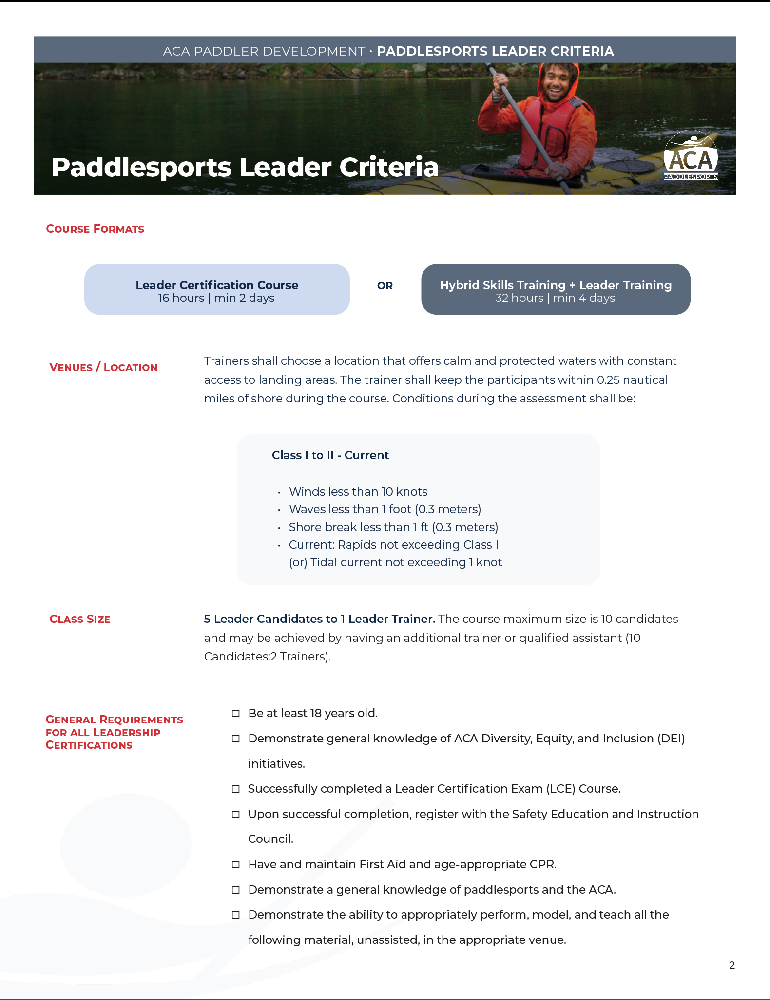 ACA PADDLER DEVELOPMENT • PADDLESPORTS LEADER CRITERIA
Paddlesports Leader Criteria
ACA
PADDLESPORTS
COURSE FORMATS
Leader Certification Course
16 hours | min 2 days
OR
Hybrid Skills Training + Leader Training
32 hours | min 4 days
VENUES / LOCATION
Trainers shall choose a location that offers calm and protected waters with constant
access to landing areas. The trainer shall keep the participants within 0.25 nautical
miles of shore during the course. Conditions during the assessment shall be:
Class I to II - Current
• Winds less than 10 knots
• Waves less than 1 foot (0.3 meters)
• Shore break less than 1 ft (0.3 meters)
• Current: Rapids not exceeding Class I
(or) Tidal current not exceeding 1 knot
CLASS SIZE
5 Leader Candidates to 1 Leader Trainer. The course maximum size is 10 candidates
and may be achieved by having an additional trainer or qualified assistant (10
Candidates:2 Trainers).
GENERAL REQUIREMENTS
FOR ALL LEADERSHIP
CERTIFICATIONS
□ Be at least 18 years old.
□ Demonstrate general knowledge of ACA Diversity, Equity, and Inclusion (DEI)
initiatives.
□ Successfully completed a Leader Certification Exam (LCE) Course.
□ Upon successful completion, register with the Safety Education and Instruction
Council.
□ Have and maintain First Aid and age-appropriate CPR.
□ Demonstrate a general knowledge of paddlesports and the ACA.
□ Demonstrate the ability to appropriately perform, model, and teach all the
following material, unassisted, in the appropriate venue.
2